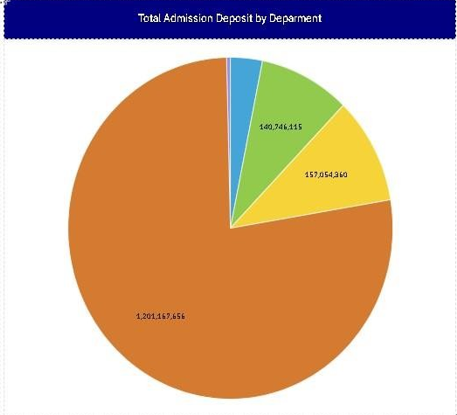 Total Admission Deposit by Deparment
140,746,115
157,054,360
1,201,167,656